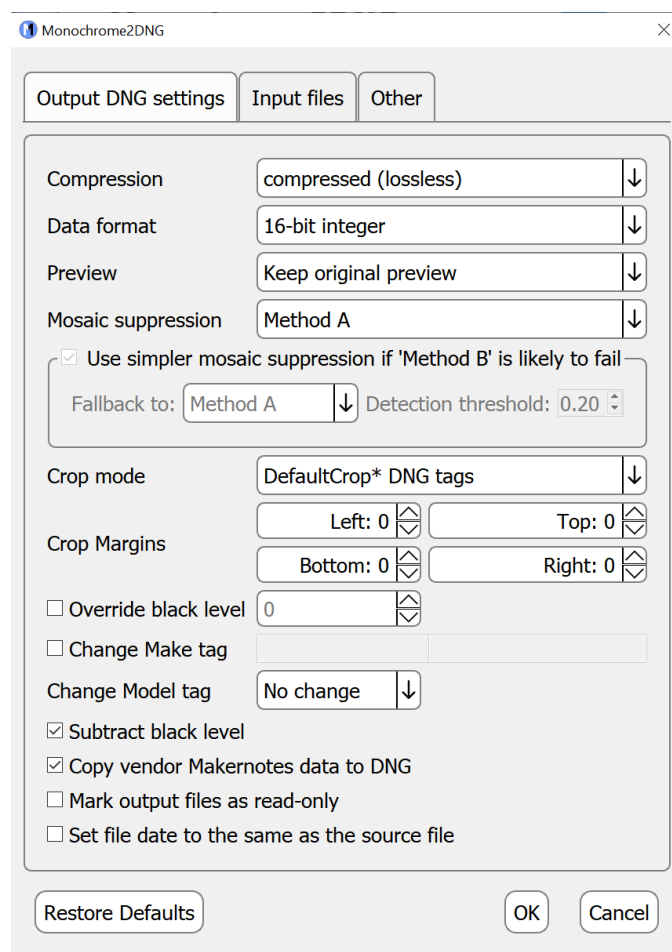 Monochrome2DNG
Output DNG settings
Input files
Other
Compression
compressed (lossless)
Data format
16-bit integer
Preview
Keep original preview
Mosaic suppression
Method A
Use simpler mosaic suppression if 'Method B' is likely to fail
Fallback to:
Method A
Detection threshold:
0.20
Crop mode
DefaultCrop* DNG tags
Crop Margins
Left: 0
Top: 0
Bottom: 0
Right: 0
Override black level
0
Change Make tag
Change Model tag
No change
Subtract black level
Copy vendor Makernotes data to DNG
Mark output files as read-only
Set file date to the same as the source file
Restore Defaults
OK
Cancel